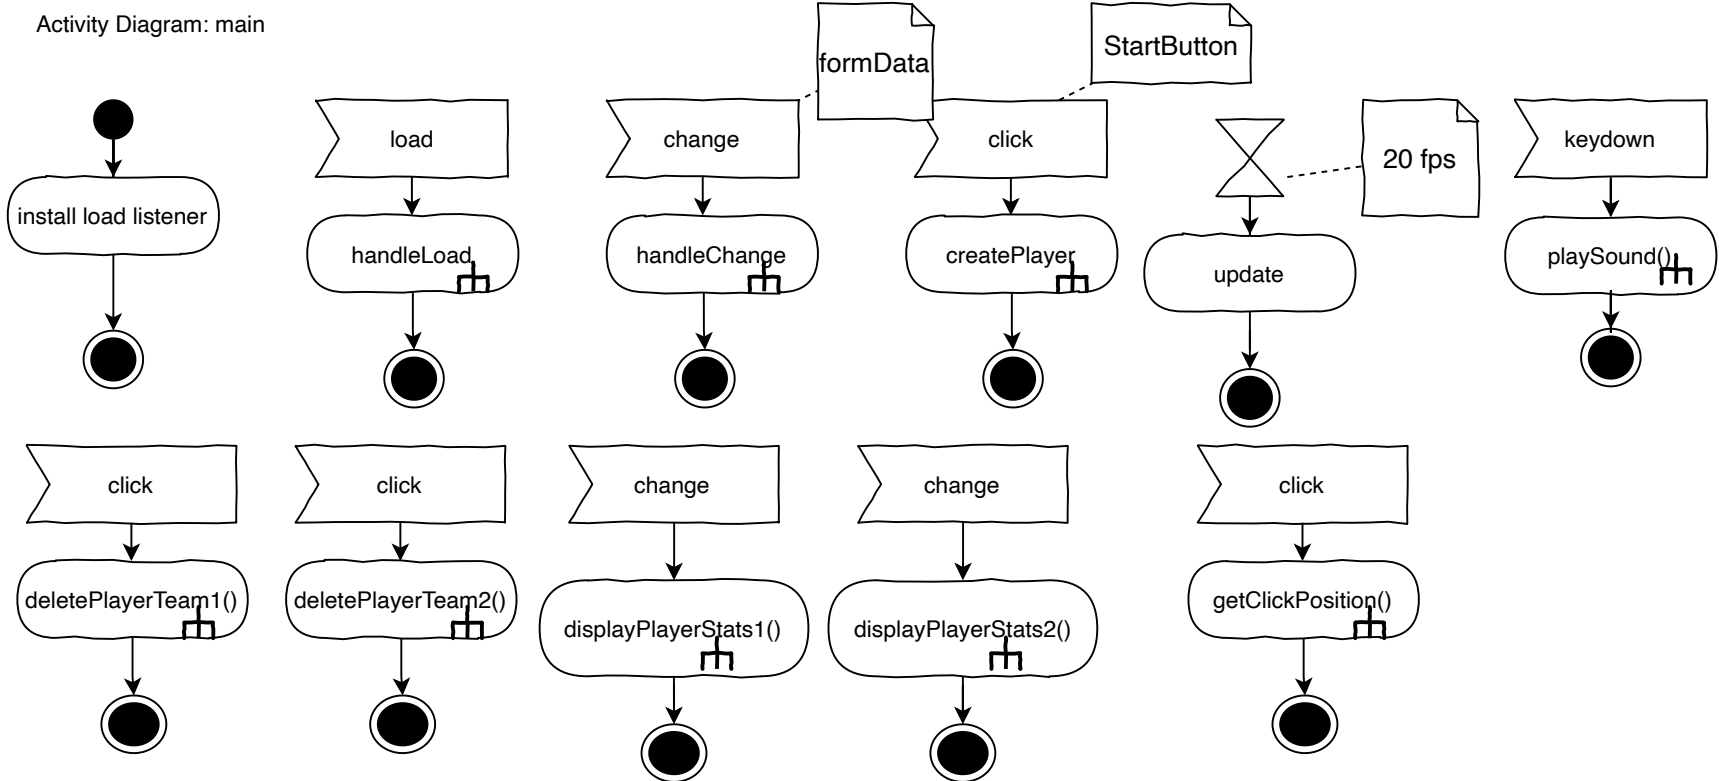 Activity Diagram: main
formData
StartButton
load
change
click
20 fps
keydown
install load listener
handleLoad
handleChange
createPlayer
update
playSound()
click
click
change
change
click
deletePlayerTeam1()
deletePlayerTeam2()
displayPlayerStats1()
displayPlayerStats2()
getClickPosition()